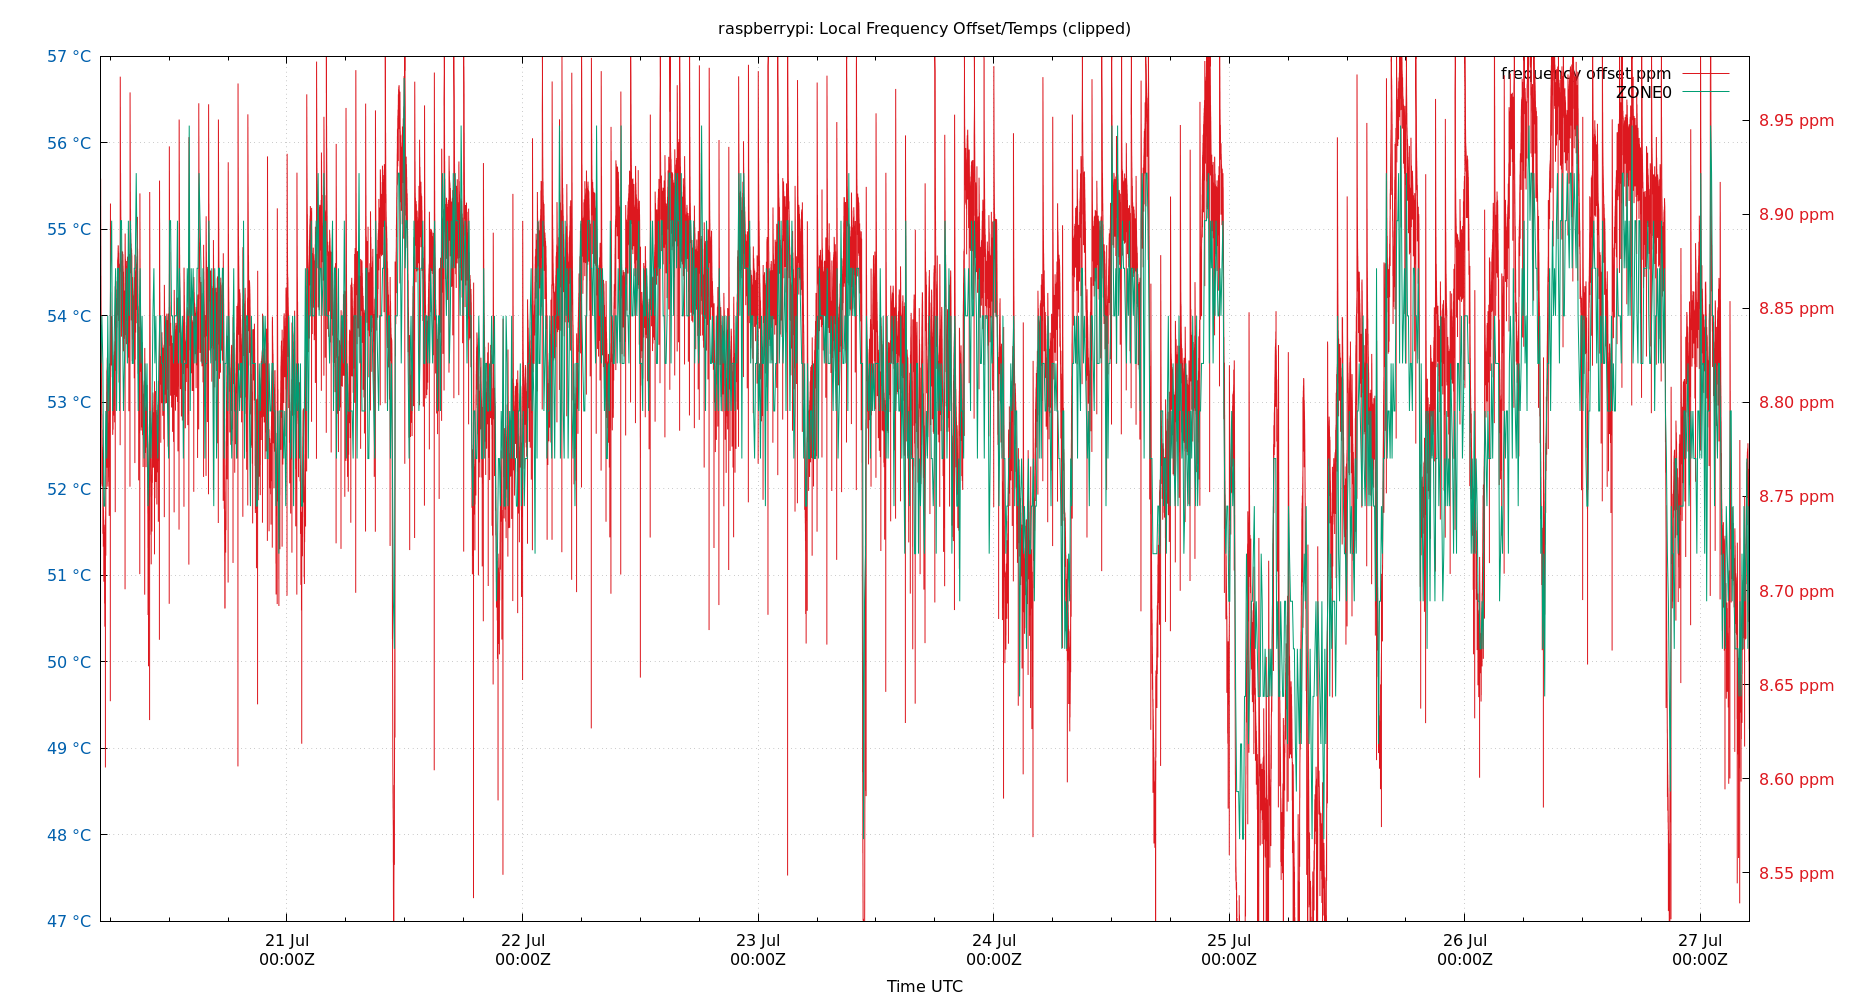 raspberrypi: Local Frequency Offset/Temps (clipped)
57 °C
56 °C
55 °C
54 °C
53 °C
52 °C
51 °C
50 °C
49 °C
48 °C
47 °C
frequency offset ppm
ZONE0
8.95 ppm
8.90 ppm
8.85 ppm
8.80 ppm
8.75 ppm
8.70 ppm
8.65 ppm
8.60 ppm
8.55 ppm
21 Jul
00:00Z
22 Jul
00:00Z
23 Jul
00:00Z
24 Jul
00:00Z
25 Jul
00:00Z
26 Jul
00:00Z
27 Jul
00:00Z
Time UTC